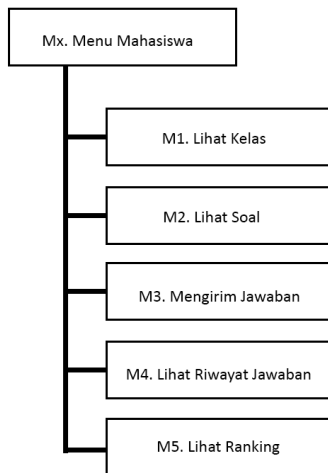 Mx. Menu Mahasiswa
M1. Lihat Kelas
M2. Lihat Soal
M3. Mengirim Jawaban
M4. Lihat Riwayat Jawaban
M5. Lihat Ranking